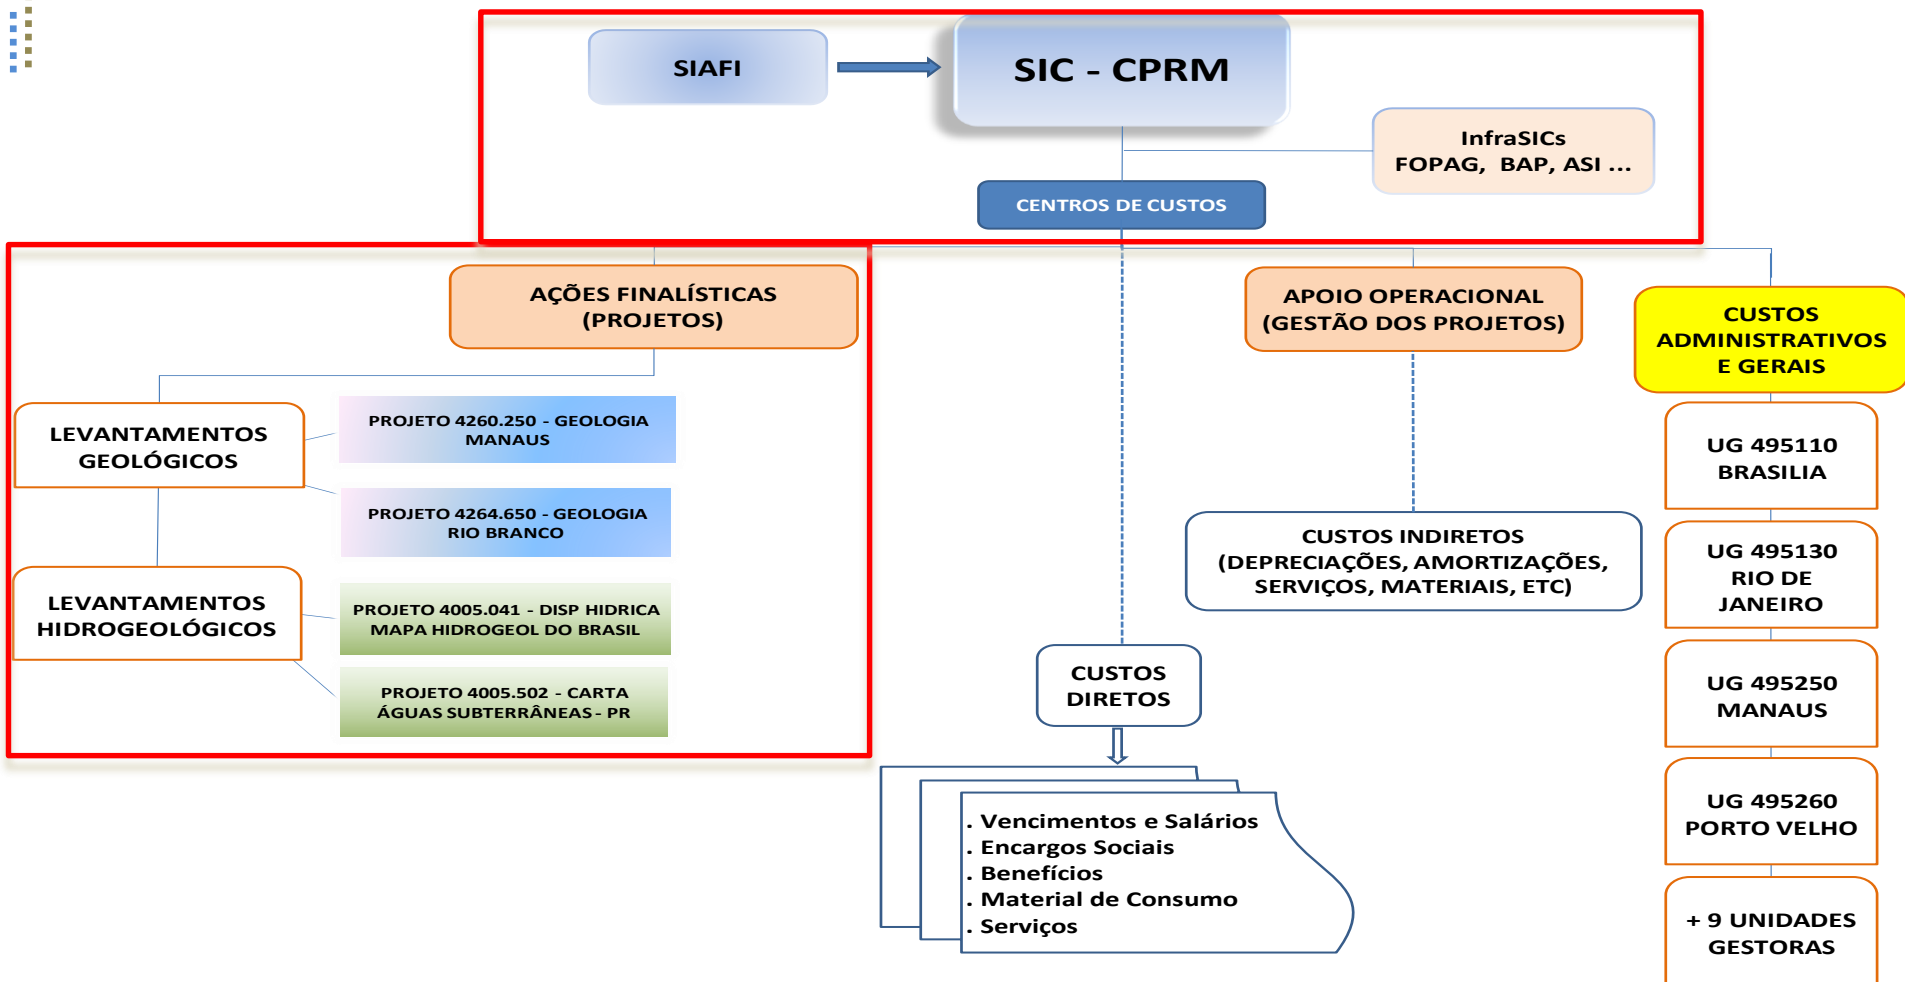 SIAFI
SIC - CPRM
InfraSICs
FOPAG, BAP, ASI ...
CENTROS DE CUSTOS
AÇÕES FINALÍSTICAS
(PROJETOS)
APOIO OPERACIONAL
(GESTÃO DOS PROJETOS)
CUSTOS
ADMINISTRATIVOS
E GERAIS
LEVANTAMENTOS
GEOLÓGICOS
PROJETO 4260.250 - GEOLOGIA
MANAUS
PROJETO 4264.650 - GEOLOGIA
RIO BRANCO
LEVANTAMENTOS
HIDROGEOLÓGICOS
PROJETO 4005.041 - DISP HIDRICA
MAPA HIDROGEOL DO BRASIL
PROJETO 4005.502 - CARTA
ÁGUAS SUBTERRÂNEAS - PR
CUSTOS INDIRETOS
(DEPRECIAÇÕES, AMORTIZAÇÕES,
SERVIÇOS, MATERIAIS, ETC)
CUSTOS
DIRETOS
. Vencimentos e Salários
. Encargos Sociais
. Benefícios
. Material de Consumo
. Serviços
UG 495110
BRASILIA
UG 495130
RIO DE
JANEIRO
UG 495250
MANAUS
UG 495260
PORTO VELHO
+ 9 UNIDADES
GESTORAS